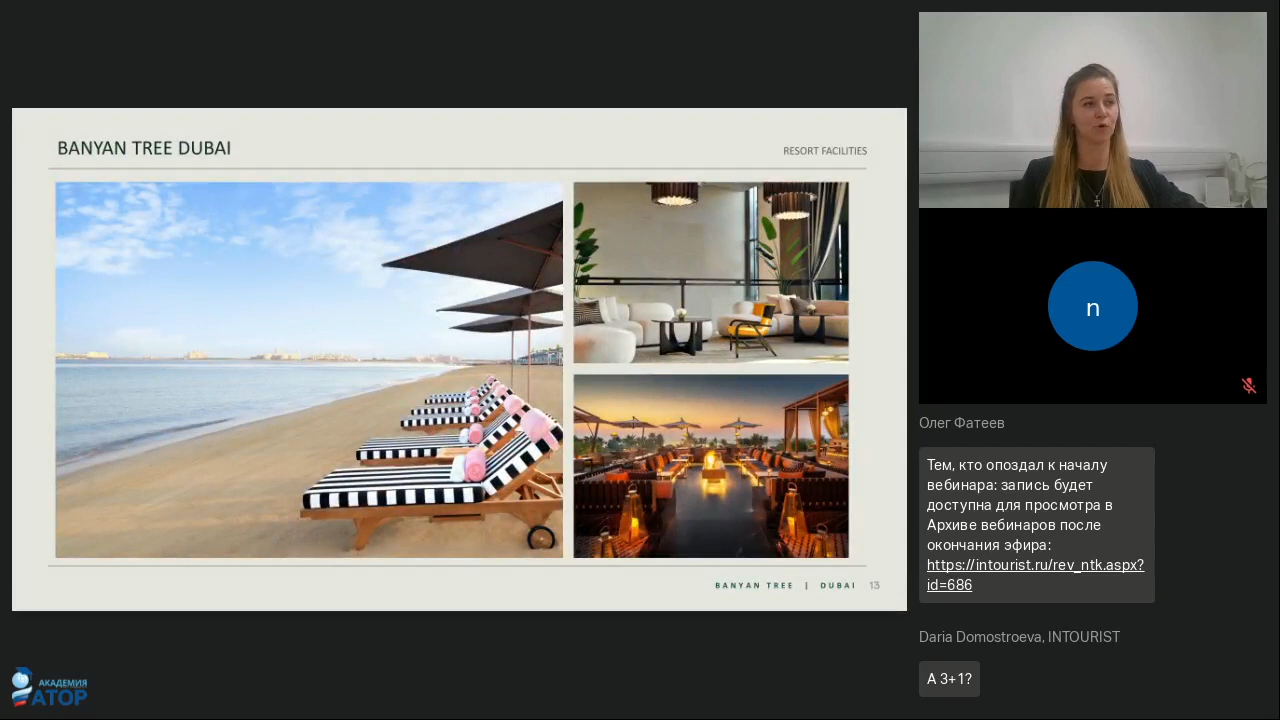 BANYAN TREE DUBAI
RESORT FACILITIES
BANYAN TREE | DUBAI 13
n
Олег Фатеев
Тем, кто опоздал к началу
вебинара: запись будет
доступна для просмотра в
Архиве вебинаров после
окончания эфира:
https://intourist.ru/rev_ntk.aspx?
id=686
Daria Domostroeva, INTOURIST
А 3+1?
АКАДЕМИЯ
АТОР